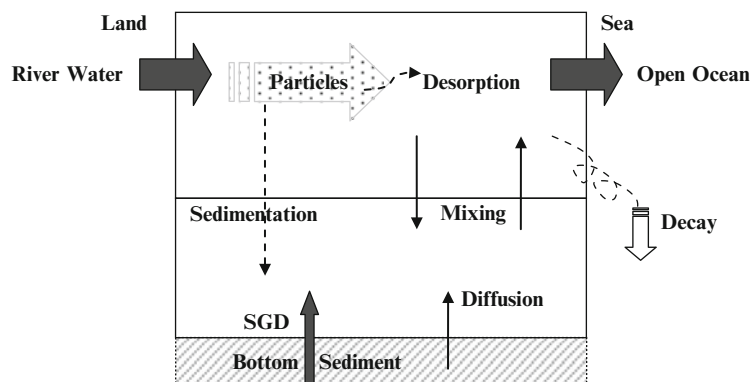 Land
Sea
River Water
Particles
Desorption
Open Ocean
Sedimentation
Mixing
Decay
Diffusion
SGD
Bottom Sediment